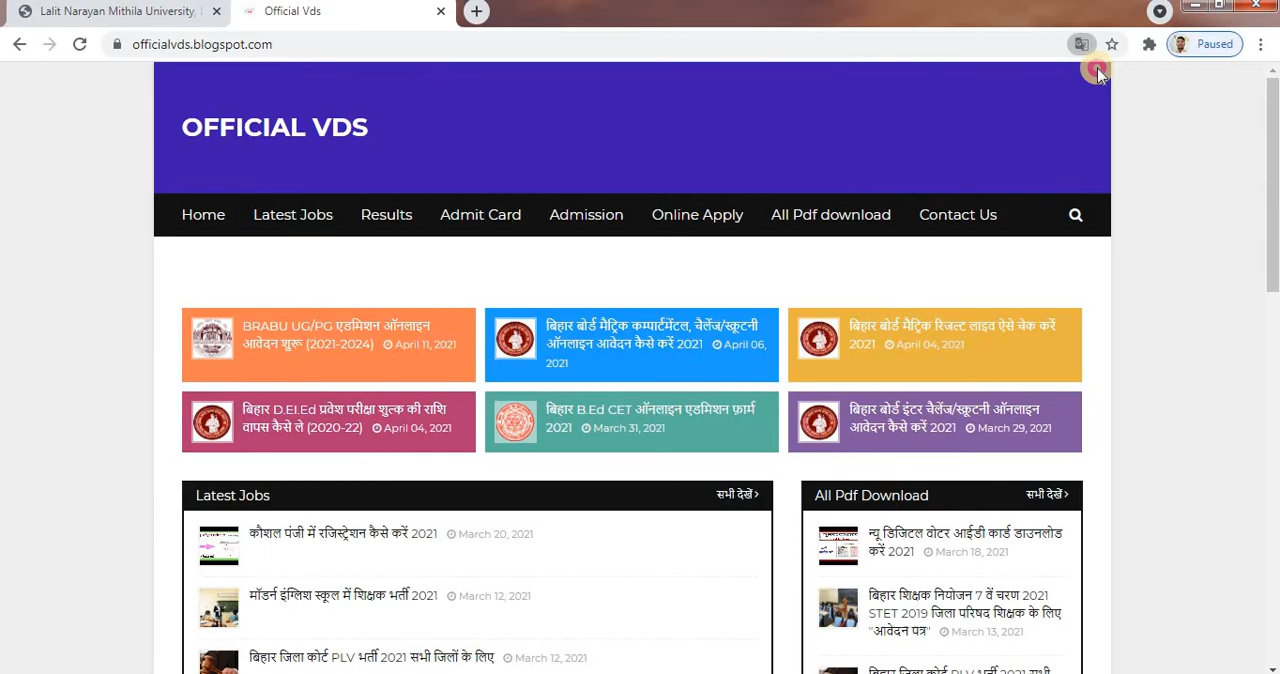 Lalit Narayan Mithila University,
Official Vds
officialvds.blogspot.com
Paused
OFFICIAL VDS
Home Latest Jobs Results Admit Card Admission Online Apply All Pdf download Contact Us
BRABU UG/PG एडमिशन ऑनलाइन
आवेदन शुरू (2021-2024) April 11, 2021
बिहार बोर्ड मैट्रिक कम्पार्टमेंटल, चैलेंज/स्क्रूटनी
ऑनलाइन आवेदन कैसे करें 2021 April 06,
2021
बिहार बोर्ड मैट्रिक रिजल्ट लाइव ऐसे चेक करें
2021 April 04, 2021
बिहार D.El.Ed प्रवेश परीक्षा शुल्क की राशि
वापस कैसे ले (2020-22) April 04, 2021
बिहार B.Ed CET ऑनलाइन एडमिशन फ़ार्म
2021 March 31, 2021
बिहार बोर्ड इंटर चैलेंज/स्क्रूटनी ऑनलाइन
आवेदन कैसे करें 2021 March 29, 2021
Latest Jobs सभी देखें
कौशल पंजी में रजिस्ट्रेशन कैसे करें 2021 March 20, 2021
मॉडर्न इंग्लिश स्कूल में शिक्षक भर्ती 2021 March 12, 2021
बिहार जिला कोर्ट PLV भर्ती 2021 सभी जिलों के लिए March 12, 2021
All Pdf Download सभी देखें
न्यू डिजिटल वोटर आईडी कार्ड डाउनलोड
करें 2021 March 18, 2021
बिहार शिक्षक नियोजन 7 वें चरण 2021
STET 2019 जिला परिषद शिक्षक के लिए
"आवेदन पत्र" March 13, 2021
बिहार जिला कोर्ट PLV भर्ती 2021 सभी